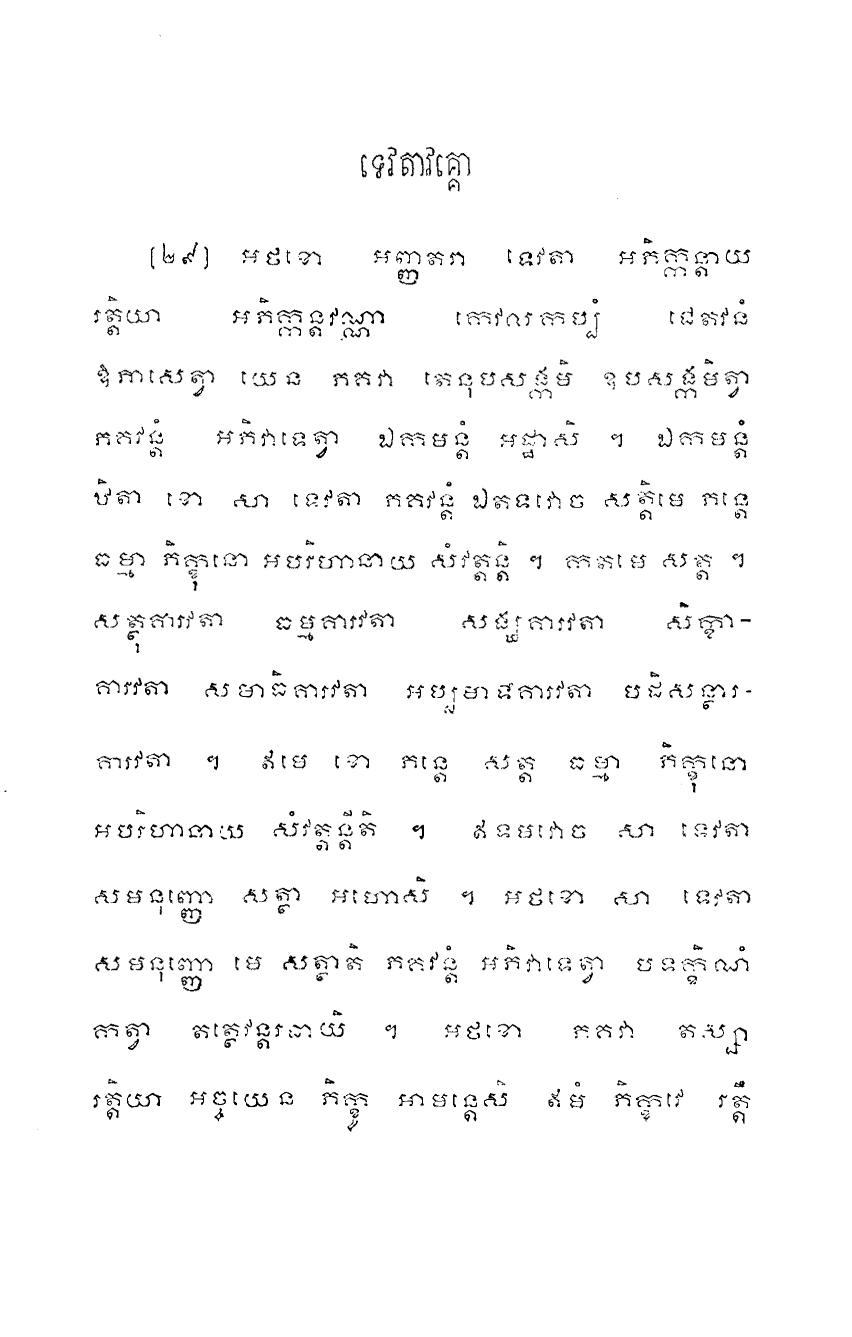 ទេវតាវគ្គោ
(២៩) អថខោ អញ្ញតរា ទេវតា អភិក្កន្តាយ
រត្តិយា អភិក្កន្តវណ្ណា កេវលកប្បំ ជេតវនំ
ឱភាសេត្វា យេន ភគវា តេនុបសង្កមិ ឧបសង្កមិត្វា
ភគវន្តំ អភិវាទេត្វា ឯកមន្តំ អដ្ឋាសិ ។ ឯកមន្តំ
ឋិតា ខោ សា ទេវតា ភគវន្តំ ឯតទវោច សត្តិមេ ភន្តេ
ធម្មា ភិក្ខុនោ អបរិហានាយ សំវត្តន្តិ ។ កតមេ សត្ត ។
សត្ថុគារវតា ធម្មគារវតា សង្ឃគារវតា សិក្ខា-
គារវតា សមាធិគារវតា អប្បមាទគារវតា បដិសន្ថារ-
គារវតា ។ ឥមេ ខោ ភន្តេ សត្ត ធម្មា ភិក្ខុនោ
អបរិហានាយ សំវត្តន្តីតិ ។ ឥទមវោច សា ទេវតា
សមនុញ្ញោ សត្ថា អហោសិ ។ អថខោ សា ទេវតា
សមនុញ្ញោ មេ សត្ថាតិ ភគវន្តំ អភិវាទេត្វា បទក្ខិណំ
កត្វា តត្ថេវន្តរធាយិ ។ អថខោ ភគវា តស្សា
រត្តិយា អច្ចយេន ភិក្ខូ អាមន្តេសិ ឥមំ ភិក្ខវេ រត្តឹ